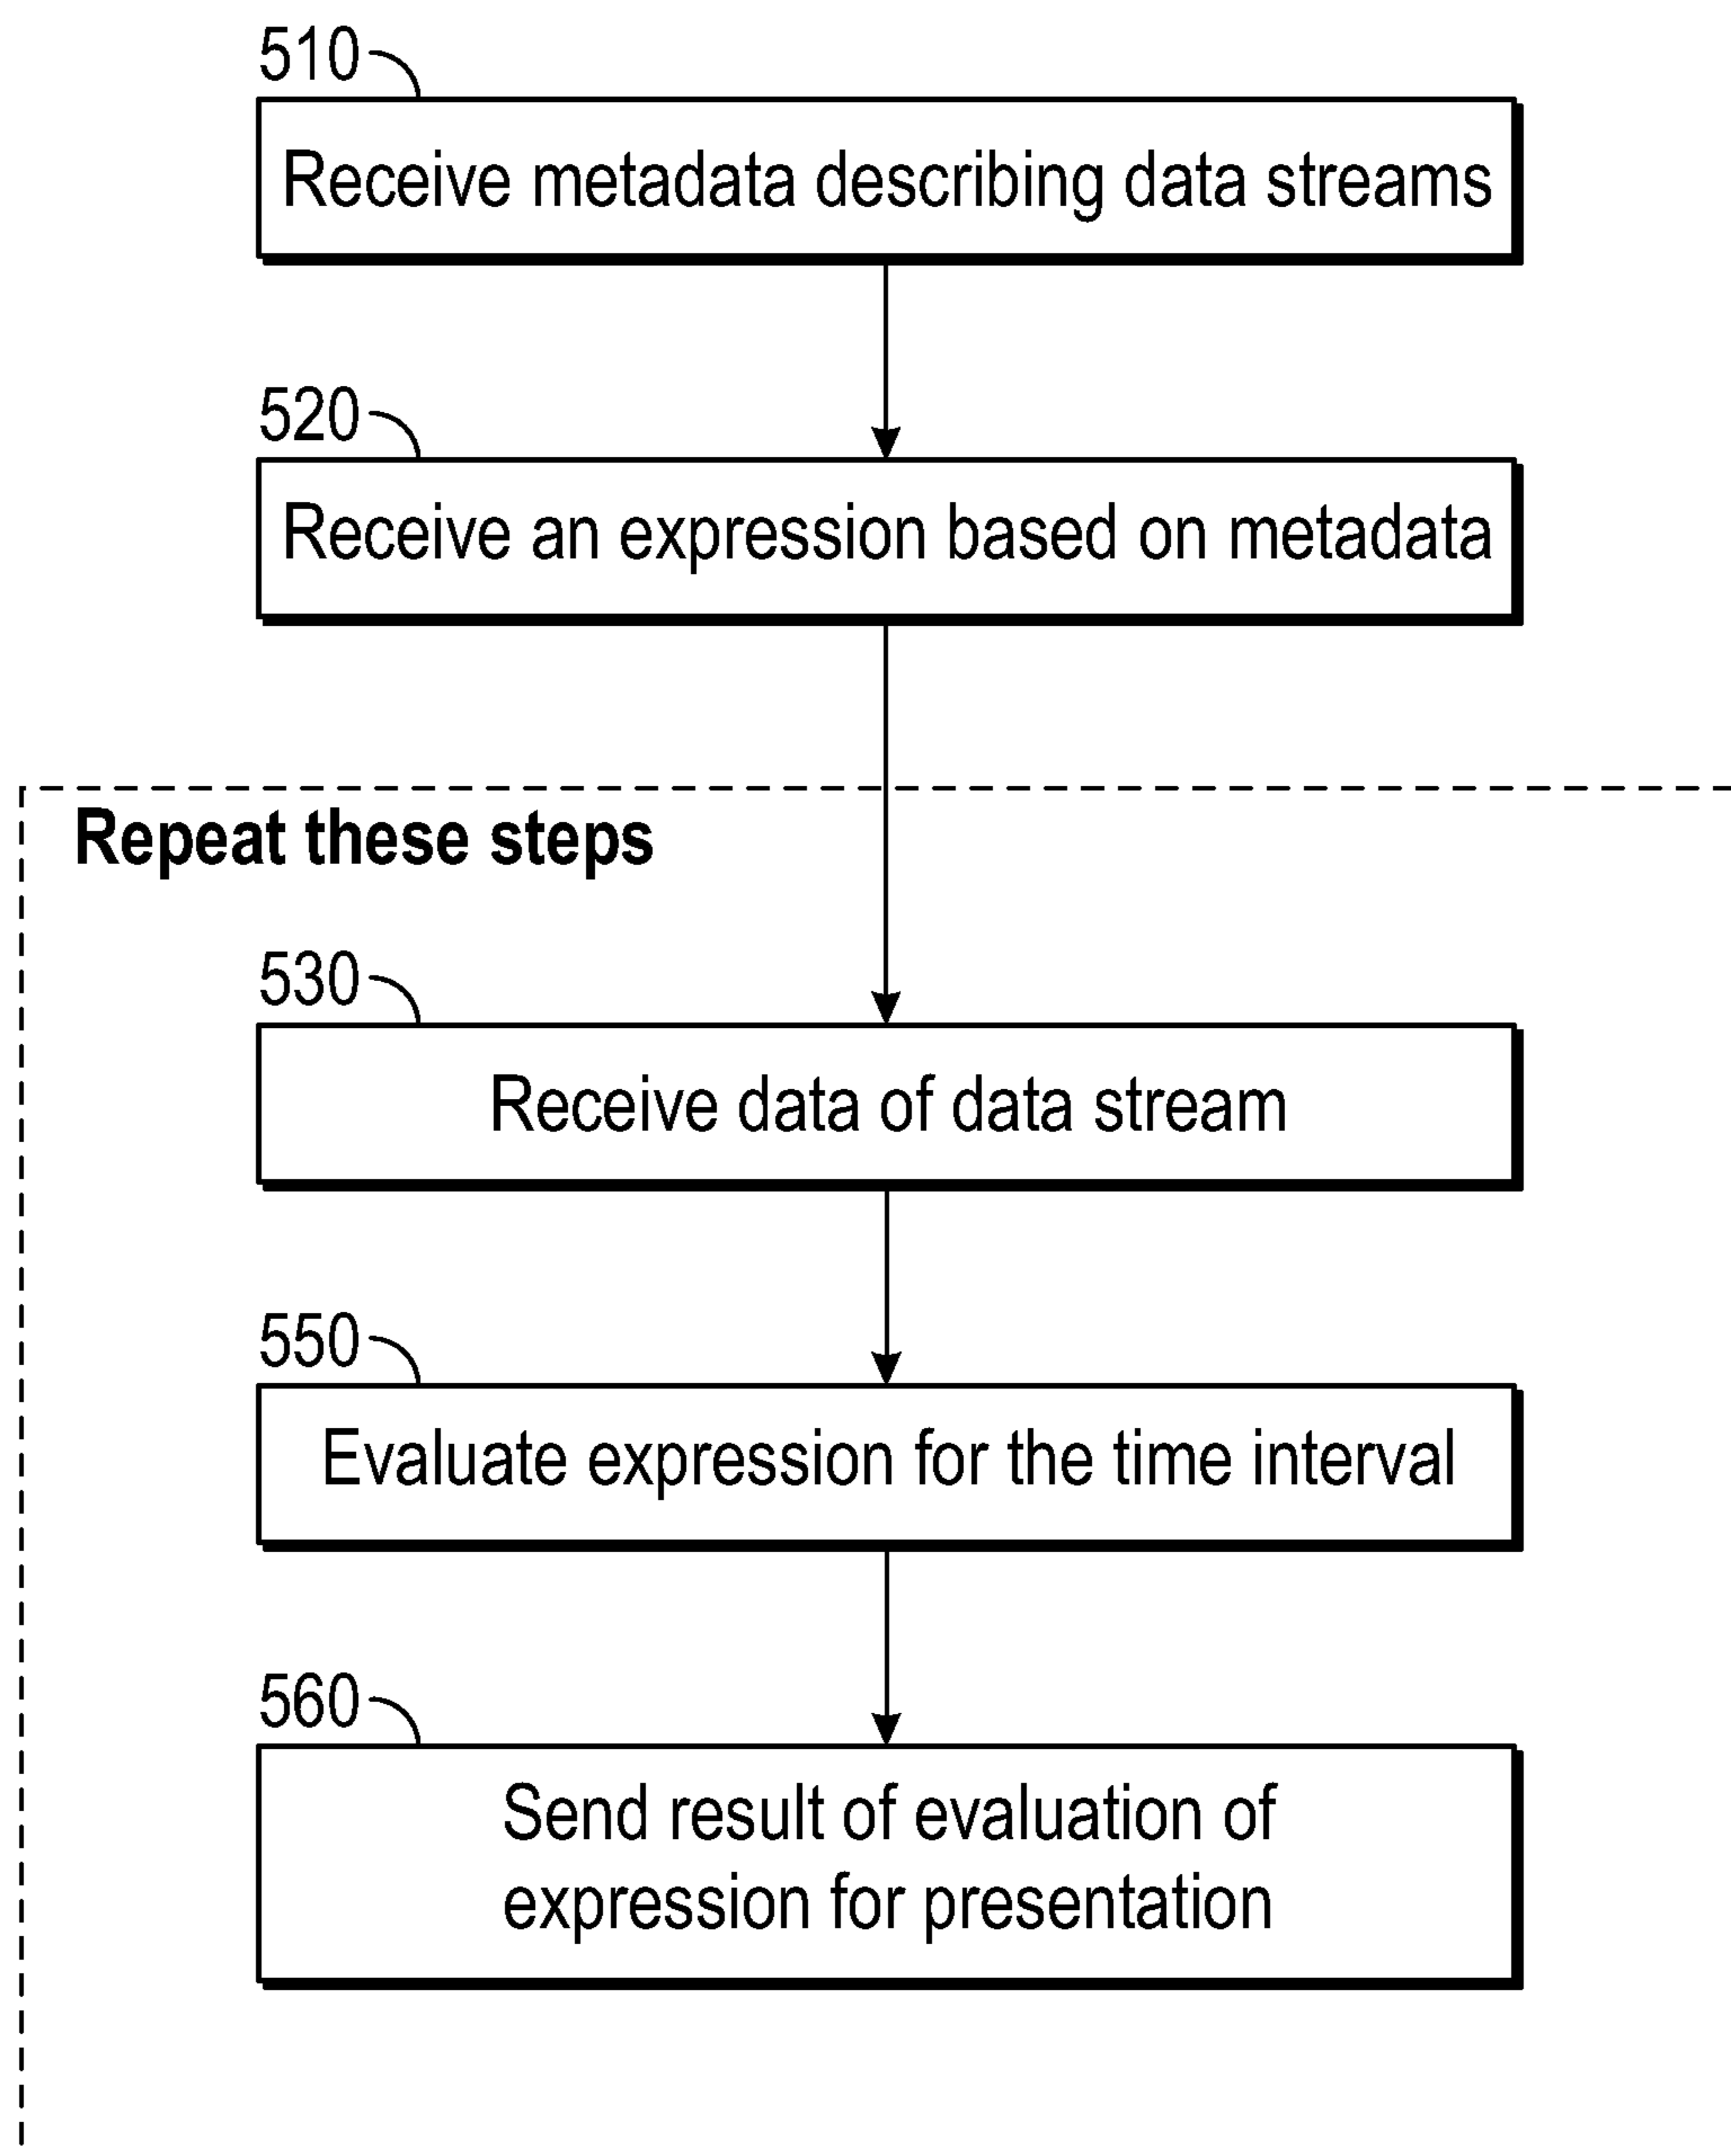 510
Receive metadata describing data streams
520
Receive an expression based on metadata
Repeat these steps
530
Receive data of data stream
550
Evaluate expression for the time interval
560
Send result of evaluation of
expression for presentation